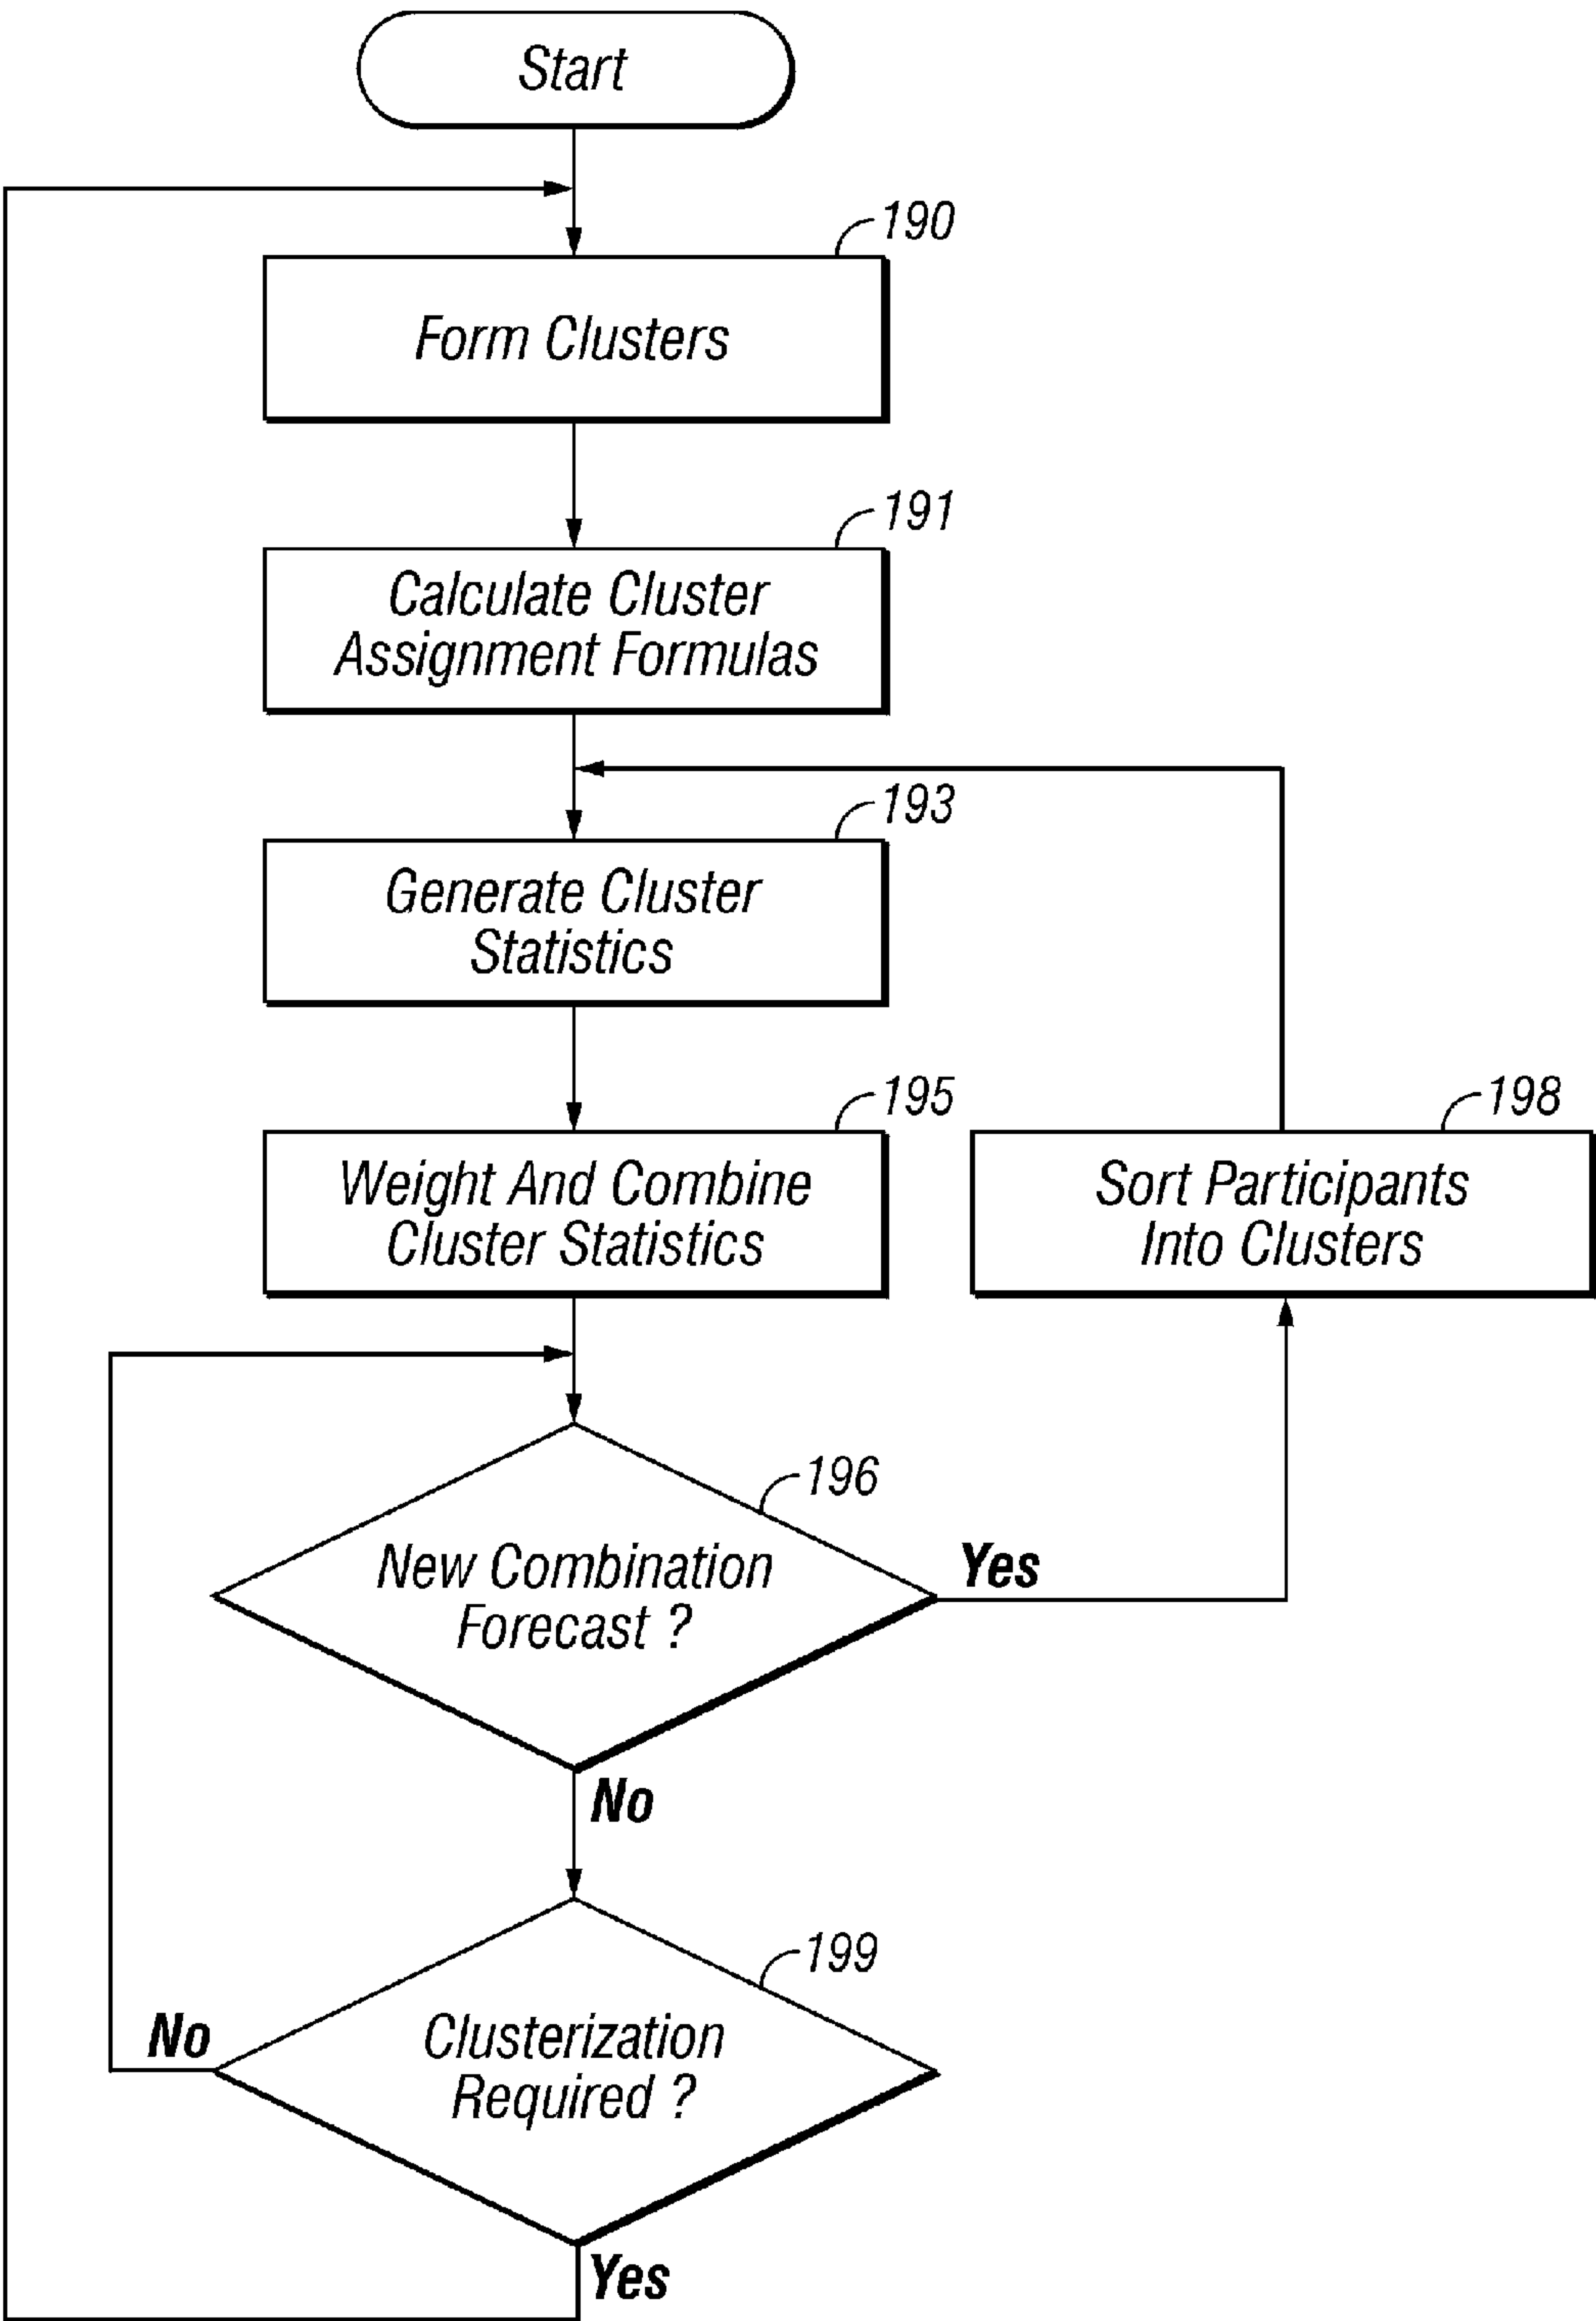 Start
190
Form Clusters
191
Calculate Cluster
Assignment Formulas
193
Generate Cluster
Statistics
195
Weight And Combine
Cluster Statistics
198
Sort Participants
Into Clusters
196
New Combination
Forecast ?
Yes
No
199
Clusterization
Required ?
No
Yes